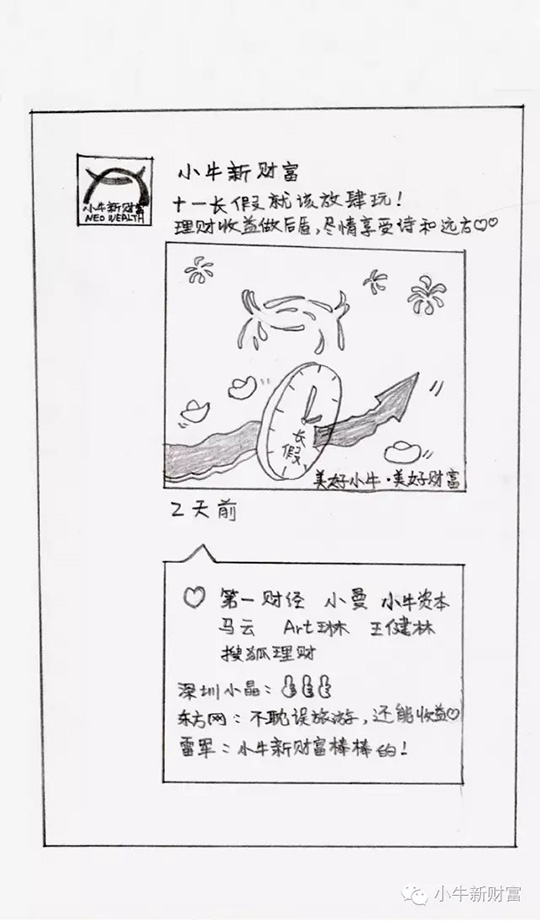 小牛新财富
NEO WEALTH
小牛新财富
十一长假就该放肆玩！
理财收益做后盾，尽情享受诗和远方♡♡
长假
美好小牛·美好财富
2天前
♡ 第一财经 小曼 小牛资本
马云 Art琳 王健林
搜狐理财
深圳小晶：
东方网：不耽误旅游，还能收益♡
雷军：小牛新财富棒棒的！
小牛新财富